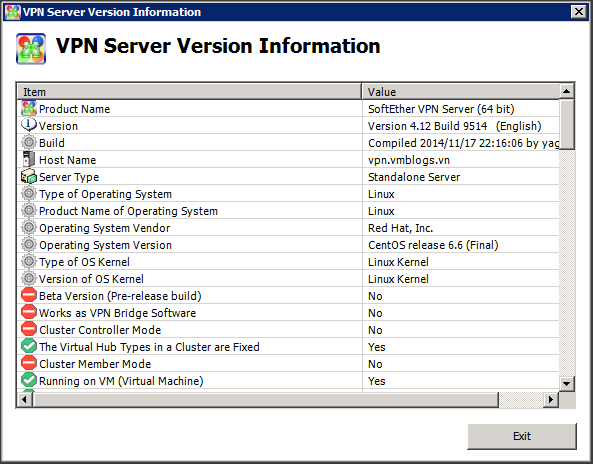 VPN Server Version Information
VPN Server Version Information
Item Value
Product Name SoftEther VPN Server (64 bit)
Version Version 4.12 Build 9514 (English)
Build Compiled 2014/11/17 22:16:06 by yag
Host Name vpn.vmblogs.vn
Server Type Standalone Server
Type of Operating System Linux
Product Name of Operating System Linux
Operating System Vendor Red Hat, Inc.
Operating System Version CentOS release 6.6 (Final)
Type of OS Kernel Linux Kernel
Version of OS Kernel Linux Kernel
Beta Version (Pre-release build) No
Works as VPN Bridge Software No
Cluster Controller Mode No
The Virtual Hub Types in a Cluster are Fixed Yes
Cluster Member Mode No
Running on VM (Virtual Machine) Yes
Exit